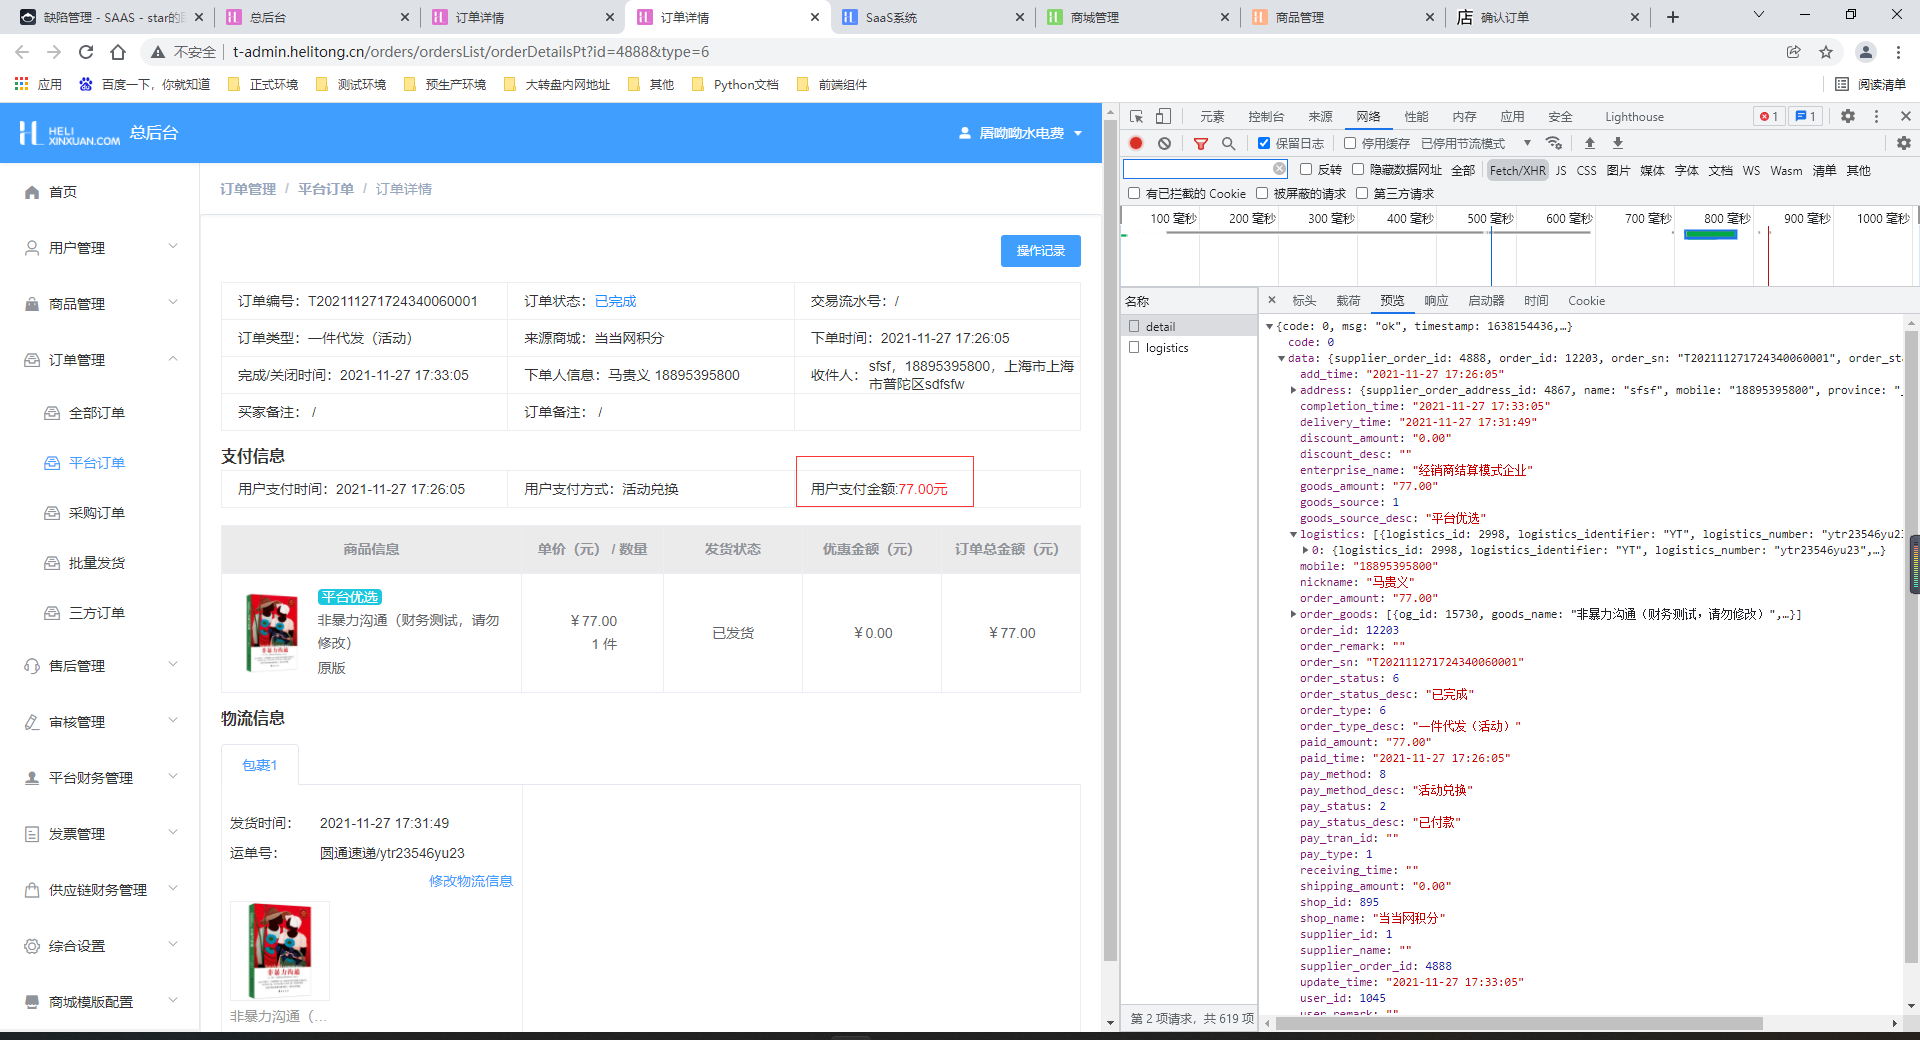 缺陷管理 - SAAS - star的
总后台
订单详情
订单详情
SaaS系统
商城管理
商品管理
确认订单
不安全
t-admin.helitong.cn/orders/ordersList/orderDetailsPt?id=4888&type=6
应用
百度一下，你就知道
正式环境
测试环境
预生产环境
大转盘内网地址
其他
Python文档
前端组件
阅读清单
HELI
XINXUAN.COM
总后台
居呦呦水电费
首页
用户管理
商品管理
订单管理
全部订单
平台订单
采购订单
批量发货
三方订单
售后管理
审核管理
平台财务管理
发票管理
供应链财务管理
综合设置
商城模版配置
订单管理 / 平台订单 / 订单详情
操作记录
订单编号：T202111271724340060001
订单状态：已完成
交易流水号：/
订单类型：一件代发（活动）
来源商城：当当网积分
下单时间：2021-11-27 17:26:05
完成/关闭时间：2021-11-27 17:33:05
下单人信息：马贵义 18895395800
收件人：
sfsf，18895395800，上海市上海
市普陀区sdfsfw
买家备注： /
订单备注： /
支付信息
用户支付时间：2021-11-27 17:26:05
用户支付方式：活动兑换
用户支付金额:77.00元
商品信息
单价（元） / 数量
发货状态
优惠金额（元）
订单总金额（元）
平台优选
非暴力沟通（财务测试，请勿
修改）
原版
￥77.00
1 件
已发货
￥0.00
￥77.00
物流信息
包裹1
发货时间：
2021-11-27 17:31:49
运单号：
圆通速递/ytr23546yu23
修改物流信息
非暴力沟通（...
元素
控制台
来源
网络
性能
内存
应用
安全
Lighthouse
1
1
保留日志
停用缓存
已停用节流模式
反转
隐藏数据网址
全部
Fetch/XHR
JS
CSS
图片
媒体
字体
文档
WS
Wasm
清单
其他
有已拦截的 Cookie
被屏蔽的请求
第三方请求
100 毫秒
200 毫秒
300 毫秒
400 毫秒
500 毫秒
600 毫秒
700 毫秒
800 毫秒
900 毫秒
1000 毫秒
名称
detail
logistics
标头
载荷
预览
响应
启动器
时间
Cookie
{code: 0, msg: "ok", timestamp: 1638154436,…}
code: 0
data: {supplier_order_id: 4888, order_id: 12203, order_sn: "T202111271724340060001", order_sta
add_time: "2021-11-27 17:26:05"
address: {supplier_order_address_id: 4867, name: "sfsf", mobile: "18895395800", province: "
completion_time: "2021-11-27 17:33:05"
delivery_time: "2021-11-27 17:31:49"
discount_amount: "0.00"
discount_desc: ""
enterprise_name: "经销商结算模式企业"
goods_amount: "77.00"
goods_source: 1
goods_source_desc: "平台优选"
logistics: [{logistics_id: 2998, logistics_identifier: "YT", logistics_number: "ytr23546yu23
0: {logistics_id: 2998, logistics_identifier: "YT", logistics_number: "ytr23546yu23",…}
mobile: "18895395800"
nickname: "马贵义"
order_amount: "77.00"
order_goods: [{og_id: 15730, goods_name: "非暴力沟通（财务测试，请勿修改）",…}]
order_id: 12203
order_remark: ""
order_sn: "T202111271724340060001"
order_status: 6
order_status_desc: "已完成"
order_type: 6
order_type_desc: "一件代发（活动）"
paid_amount: "77.00"
paid_time: "2021-11-27 17:26:05"
pay_method: 8
pay_method_desc: "活动兑换"
pay_status: 2
pay_status_desc: "已付款"
pay_tran_id: ""
pay_type: 1
receiving_time: ""
shipping_amount: "0.00"
shop_id: 895
shop_name: "当当网积分"
supplier_id: 1
supplier_name: ""
supplier_order_id: 4888
update_time: "2021-11-27 17:33:05"
user_id: 1045
user_remark: ""
第 2 项请求，共 619 项